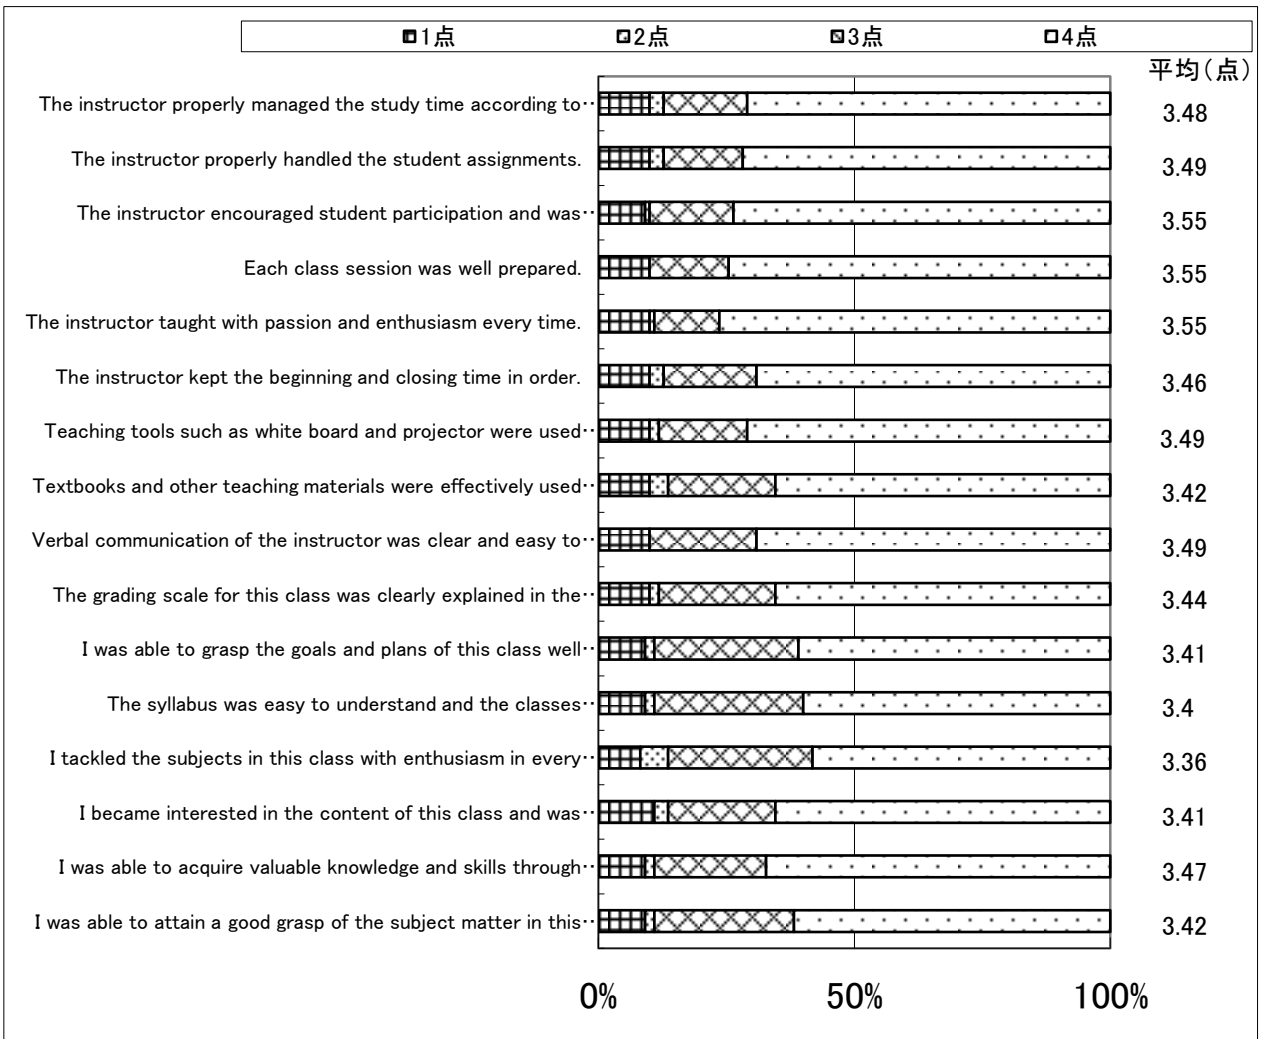 1点 2点 3点 4点
平均(点)
The instructor properly managed the study time according to‥ 3.48
The instructor properly handled the student assignments. 3.49
The instructor encouraged student participation and was‥ 3.55
Each class session was well prepared. 3.55
The instructor taught with passion and enthusiasm every time. 3.55
The instructor kept the beginning and closing time in order. 3.46
Teaching tools such as white board and projector were used‥ 3.49
Textbooks and other teaching materials were effectively used‥ 3.42
Verbal communication of the instructor was clear and easy to‥ 3.49
The grading scale for this class was clearly explained in the‥ 3.44
I was able to grasp the goals and plans of this class well‥ 3.41
The syllabus was easy to understand and the classes‥ 3.4
I tackled the subjects in this class with enthusiasm in every‥ 3.36
I became interested in the content of this class and was‥ 3.41
I was able to acquire valuable knowledge and skills through‥ 3.47
I was able to attain a good grasp of the subject matter in this‥ 3.42
0% 50% 100%